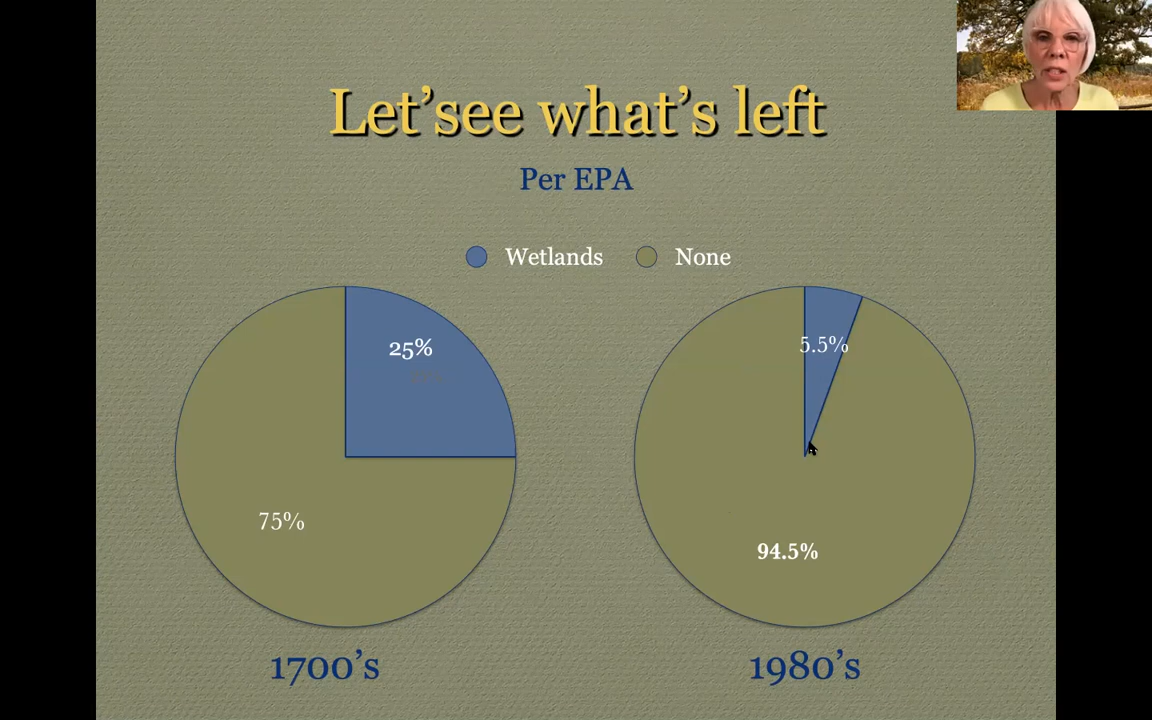 Let'see what's left
Per EPA
Wetlands None
25%
75%
5.5%
94.5%
1700's
1980's